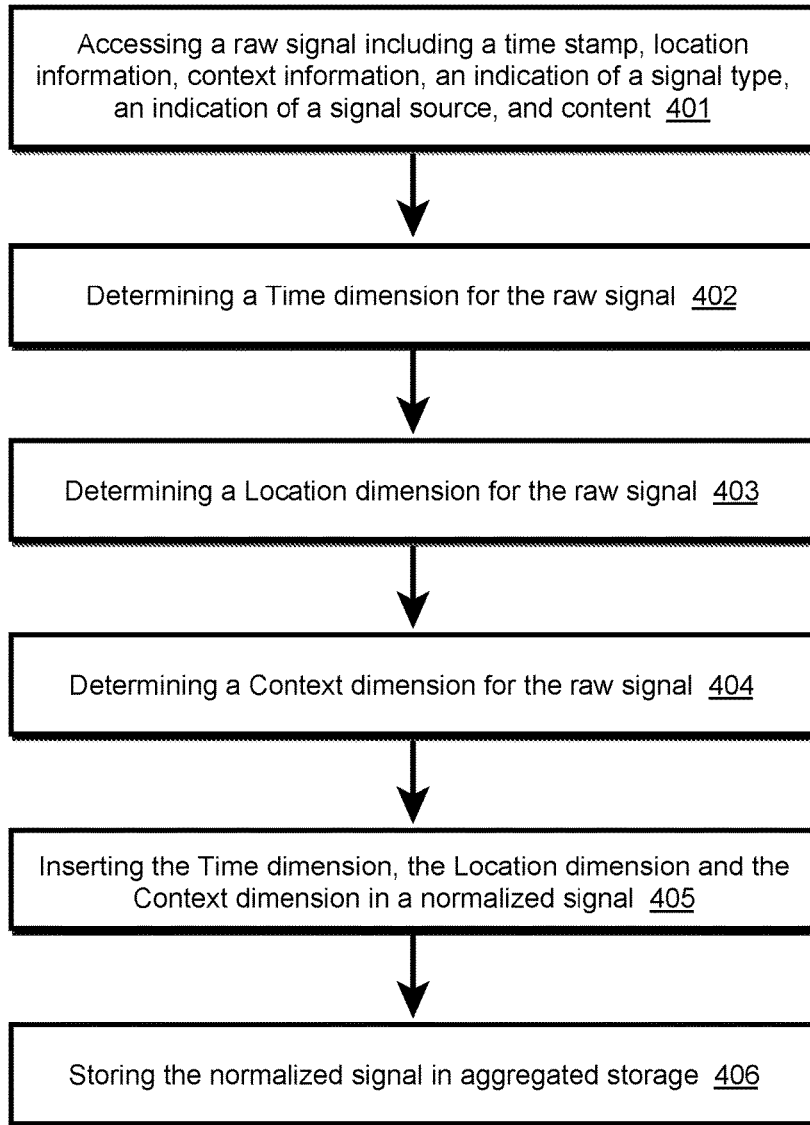 Accessing a raw signal including a time stamp, location
information, context information, an indication of a signal type,
an indication of a signal source, and content 401
Determining a Time dimension for the raw signal 402
Determining a Location dimension for the raw signal 403
Determining a Context dimension for the raw signal 404
Inserting the Time dimension, the Location dimension and the
Context dimension in a normalized signal 405
Storing the normalized signal in aggregated storage 406